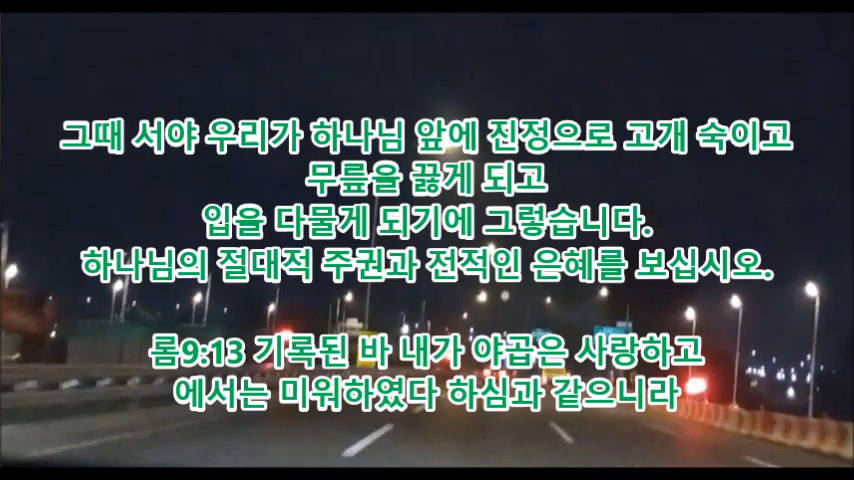 그때 서야 우리가 하나님 앞에 진정으로 고개 숙이고
무릎을 꿇게 되고
입을 다물게 되기에 그렇습니다.
하나님의 절대적 주권과 전적인 은혜를 보십시오.
롬9:13 기록된 바 내가 야곱은 사랑하고
에서는 미워하였다 하심과 같으니라